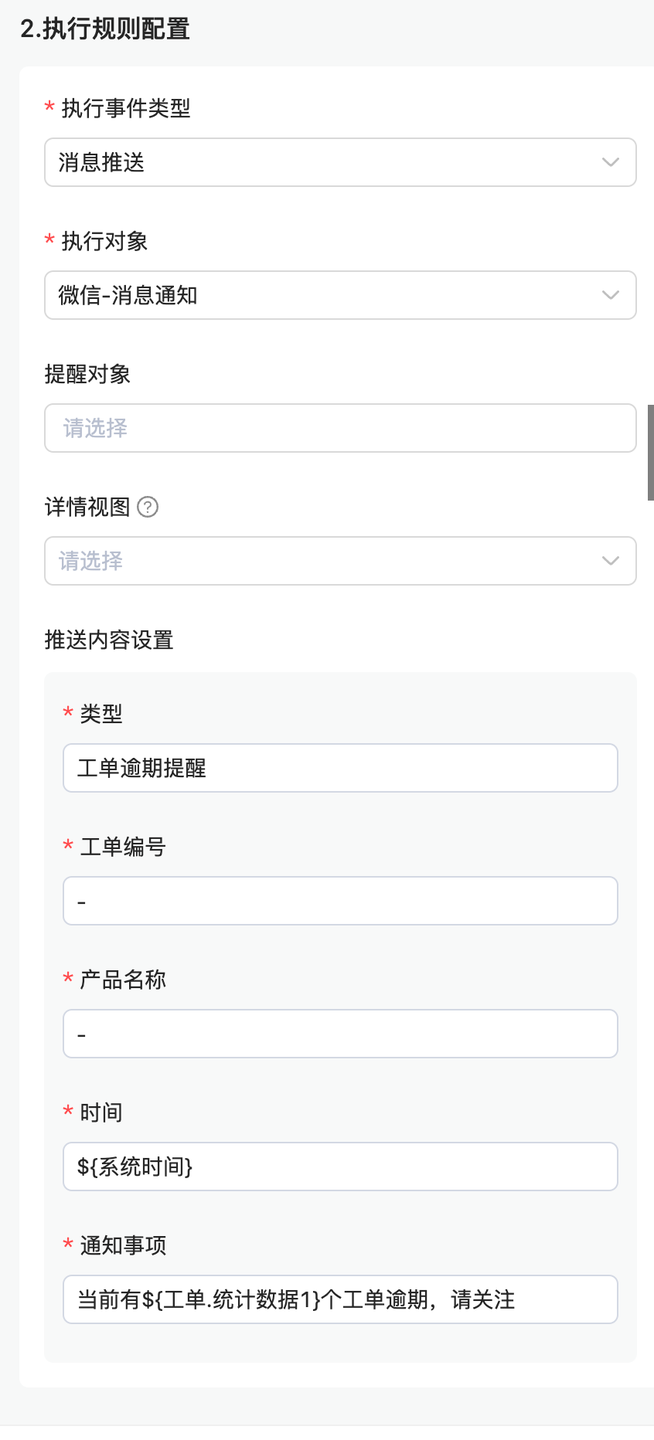 2.执行规则配置
* 执行事件类型
消息推送
* 执行对象
微信-消息通知
提醒对象
请选择
详情视图 ?
请选择
推送内容设置
* 类型
工单逾期提醒
* 工单编号
-
* 产品名称
-
* 时间
${系统时间}
* 通知事项
当前有${工单.统计数据1}个工单逾期，请关注